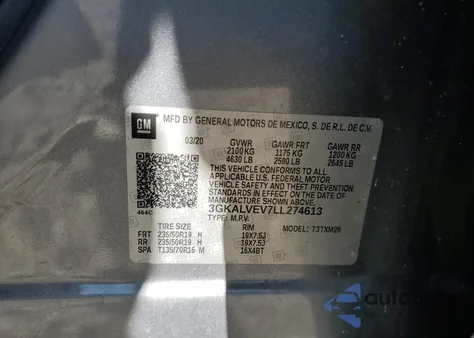 GM
MFD BY GENERAL MOTORS DE MEXICO, S. DE R.L. DE C.V.
03/20 GVWR GAWR FRT GAWR RR
2100 KG 1175 KG 1200 KG
4630 LB 2590 LB 2645 LB
THIS VEHICLE CONFORMS TO ALL APPLICABLE
U.S. FEDERAL MOTOR VEHICLE SAFETY
STANDARDS IN EFFECT ON THE DATE OF
MANUFACTURE SHOWN ABOVE.
3GKALVEV7LL274613
TYPE: M.P.V. MODEL: 73TXM26
464C
TIRE SIZE RIM
FRT 235/50R19 H 19X7.5J
RR 235/50R19 H 19X7.5J
SPA T135/70R16 M 16X4BT